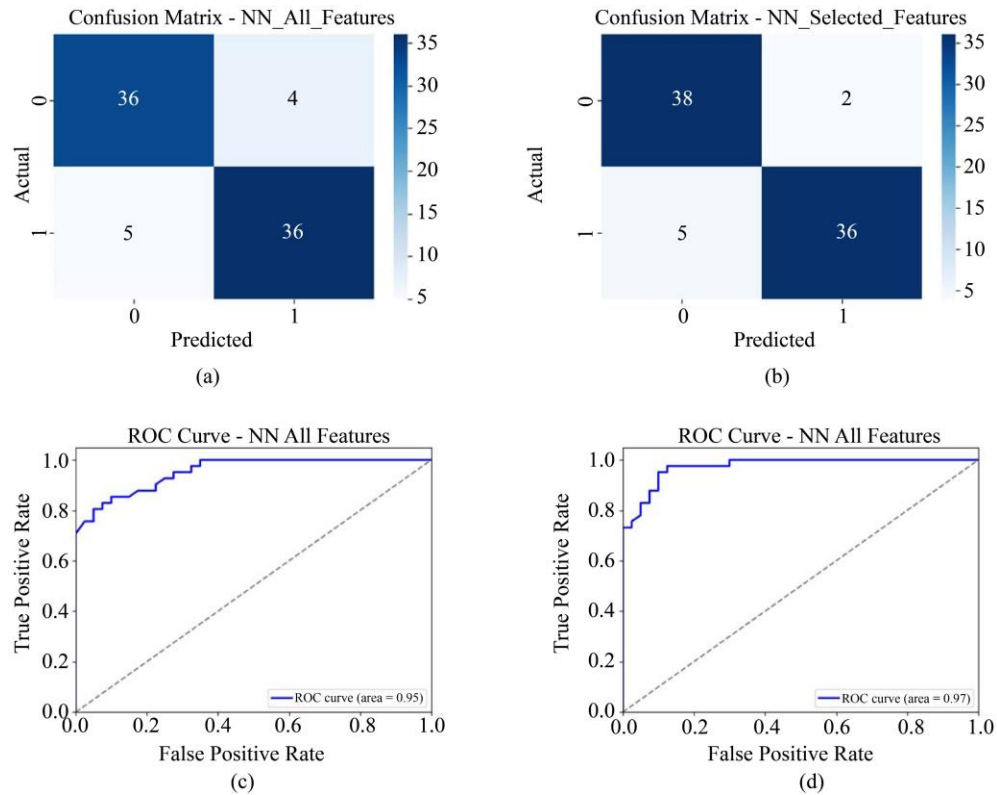 Confusion Matrix - NN_All_Features
0
1
Actual
36
4
5
36
0
1
Predicted
35
30
25
20
15
10
5
(a)
Confusion Matrix - NN_Selected_Features
0
1
Actual
38
2
5
36
0
1
Predicted
35
30
25
20
15
10
5
(b)
ROC Curve - NN All Features
True Positive Rate
1.0
0.8
0.6
0.4
0.2
0.0
ROC curve (area = 0.95)
0.0 0.2 0.4 0.6 0.8 1.0
False Positive Rate
(c)
ROC Curve - NN All Features
True Positive Rate
1.0
0.8
0.6
0.4
0.2
0.0
ROC curve (area = 0.97)
0.0 0.2 0.4 0.6 0.8 1.0
False Positive Rate
(d)